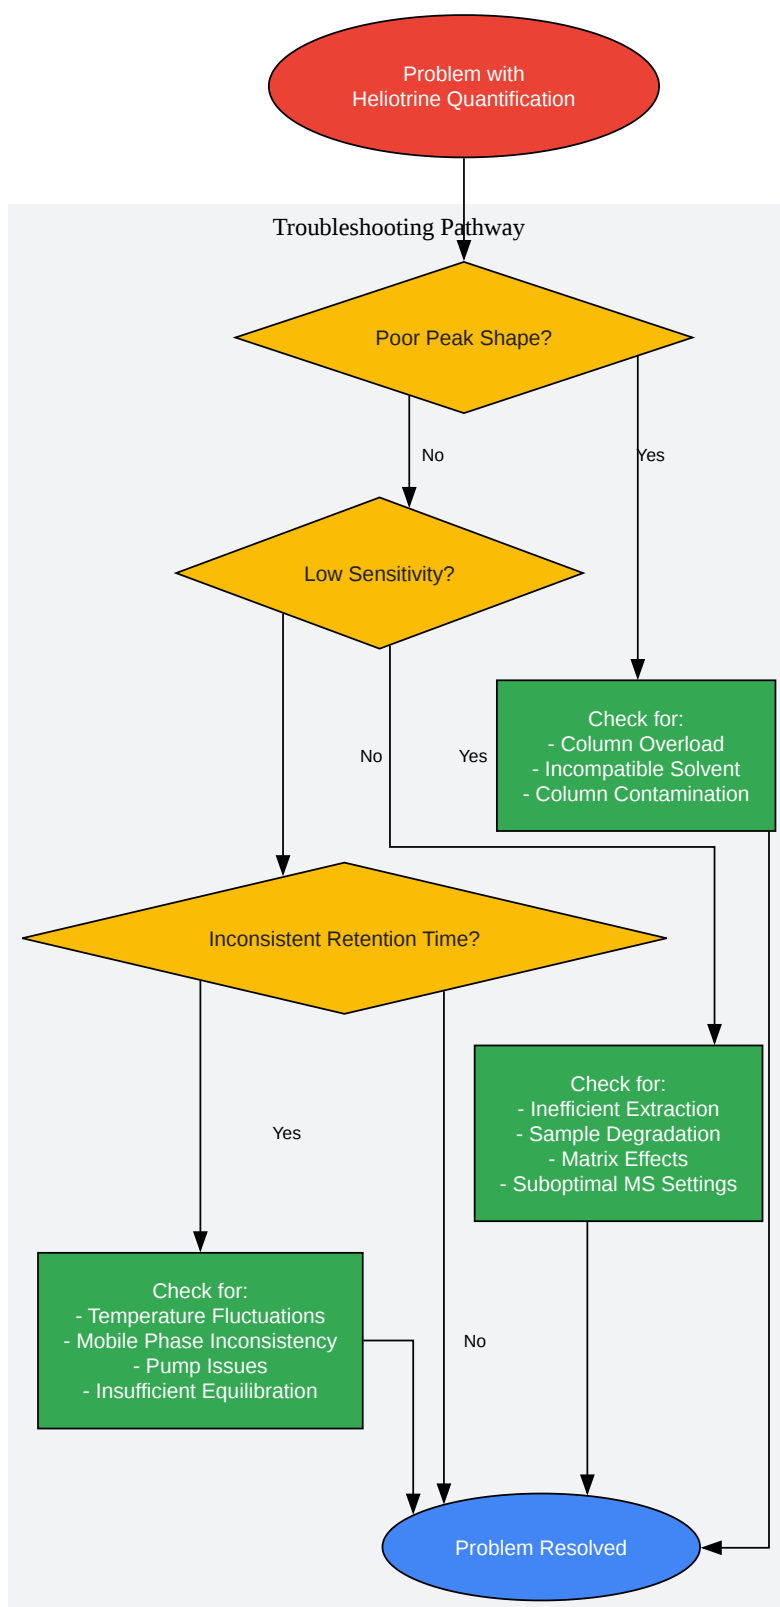 Problem with
Heliotrine Quantification
Troubleshooting Pathway
Poor Peak Shape?
No
Yes
Low Sensitivity?
Check for:
- Column Overload
- Incompatible Solvent
- Column Contamination
No
Yes
Inconsistent Retention Time?
Check for:
- Inefficient Extraction
- Sample Degradation
- Matrix Effects
- Suboptimal MS Settings
Yes
Check for:
- Temperature Fluctuations
- Mobile Phase Inconsistency
- Pump Issues
- Insufficient Equilibration
No
Problem Resolved